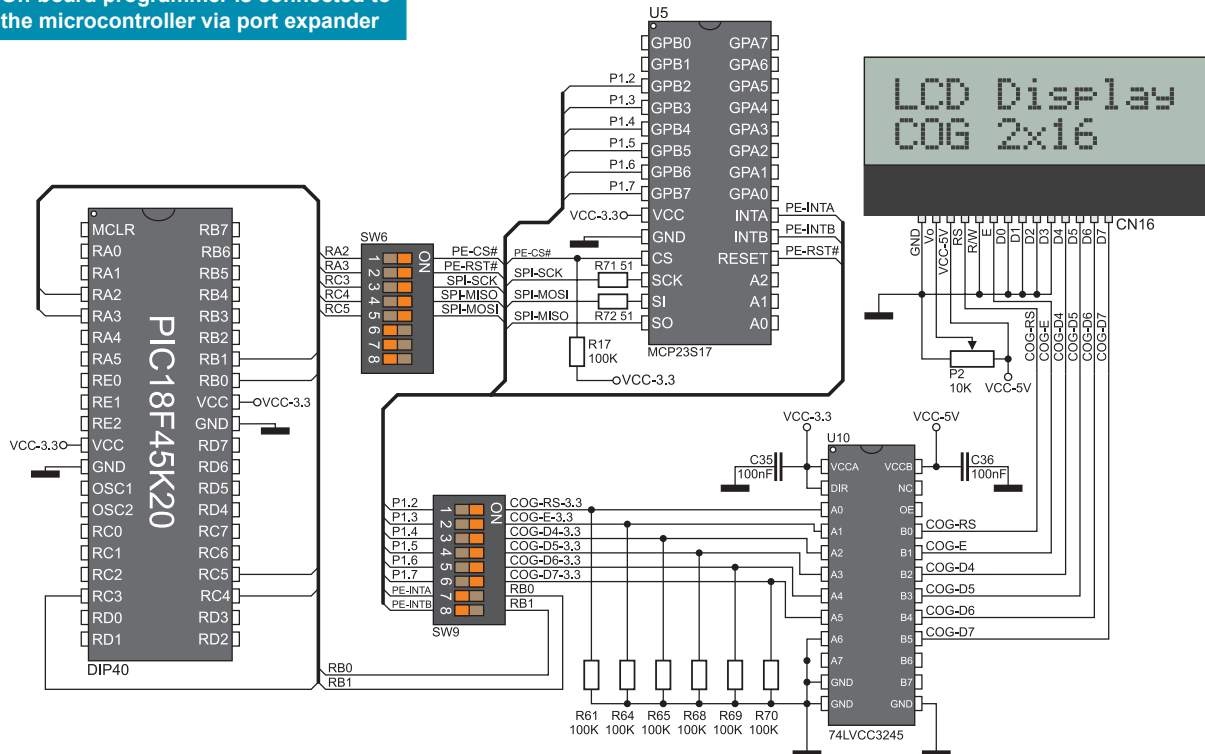 the microcontroller via port expander
U5
GPB0 GPA7
GPB1 GPA6
P1.2 GPB2 GPA5
P1.3 GPB3 GPA4
P1.4 GPB4 GPA3
P1.5 GPB5 GPA2
P1.6 GPB6 GPA1
P1.7 GPB7 GPA0
VCC-3.3 VCC INTA PE-INTA
GND INTB PE-INTB
PE-CS# CS RESET PE-RST#
SPI-SCK R71 51 SCK A2
SPI-MOSI SI A1
SPI-MISO R72 51 SO A0
MCP23S17
R17
100K
VCC-3.3
LCD Display
COG 2x16
CN16
GND
Vo
VCC-5V
RS
R/W
E
D0
D1
D2
D3
D4
D5
D6
D7
COG-RS
COG-E
COG-D4
COG-D5
COG-D6
COG-D7
P2
10K
VCC-5V
SW6
ON
RA2 1 PE-CS#
RA3 2 PE-RST#
RC3 3 SPI-SCK
RC4 4 SPI-MISO
RC5 5 SPI-MOSI
6
7
8
PIC18F45K20
MCLR RB7
RA0 RB6
RA1 RB5
RA2 RB4
RA3 RB3
RA4 RB2
RA5 RB1
RE0 RB0
RE1 VCC VCC-3.3
RE2 GND
VCC-3.3 VCC RD7
GND RD6
OSC1 RD5
OSC2 RD4
RC0 RC7
RC1 RC6
RC2 RC5
RC3 RC4
RD0 RD3
RD1 RD2
DIP40
RB0
RB1
ON
P1.2 1 COG-RS-3.3
P1.3 2 COG-E-3.3
P1.4 3 COG-D4-3.3
P1.5 4 COG-D5-3.3
P1.6 5 COG-D6-3.3
P1.7 6 COG-D7-3.3
PE-INTA 7 RB0
PE-INTB 8 RB1
SW9
VCC-3.3 VCC-5V
U10
C35
100nF
C36
100nF
VCCA VCCB
DIR NC
A0 OE
A1 B0 COG-RS
A2 B1 COG-E
A3 B2 COG-D4
A4 B3 COG-D5
A5 B4 COG-D6
A6 B5 COG-D7
A7 B6
GND B7
GND GND
74LVCC3245
R61 R64 R65 R68 R69 R70
100K 100K 100K 100K 100K 100K